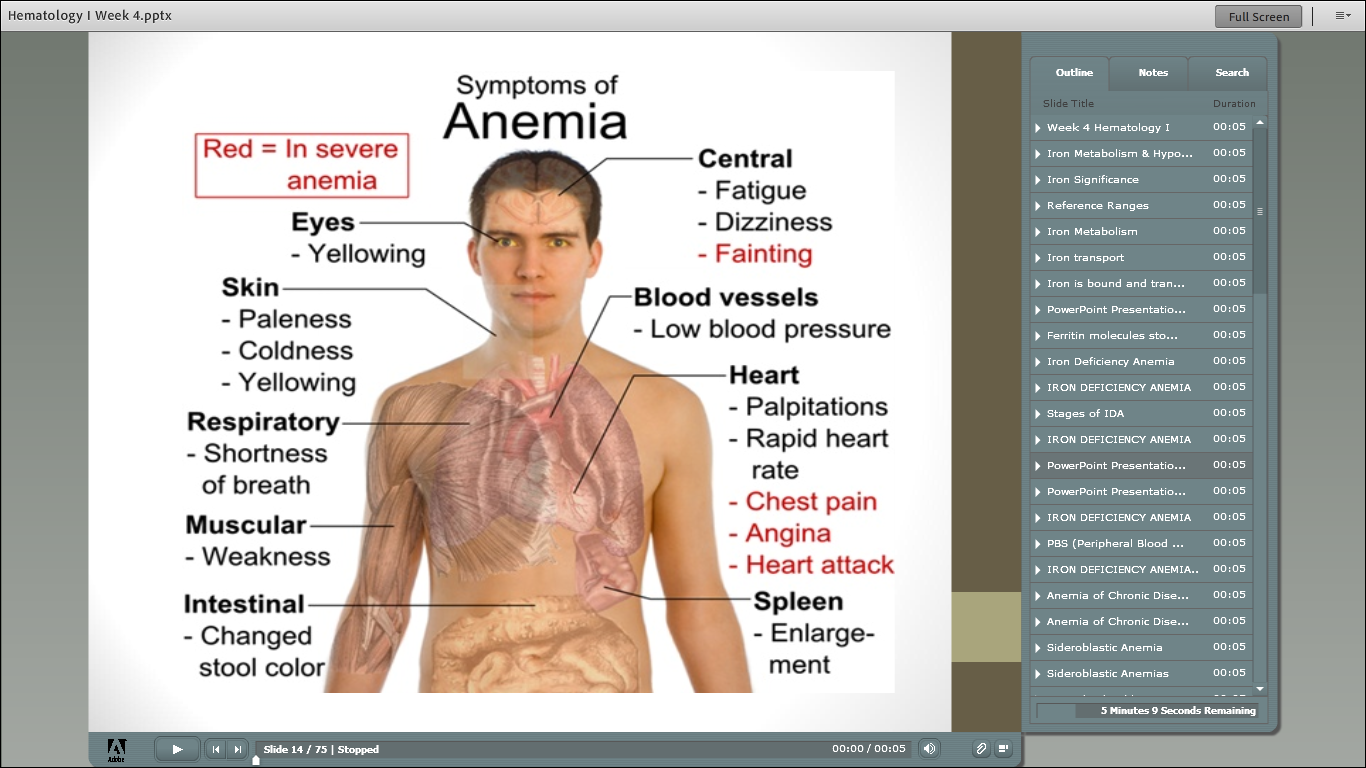 Hematology I Week 4.pptx
Full Screen
Symptoms of
Anemia
Red = In severe
anemia
Eyes
- Yellowing
Skin
- Paleness
- Coldness
- Yellowing
Respiratory
- Shortness
of breath
Muscular
- Weakness
Intestinal
- Changed
stool color
Central
- Fatigue
- Dizziness
- Fainting
Blood vessels
- Low blood pressure
Heart
- Palpitations
- Rapid heart
rate
- Chest pain
- Angina
- Heart attack
Spleen
- Enlarge-
ment
Outline Notes Search
Slide Title Duration
Week 4 Hematology I 00:05
Iron Metabolism & Hypo... 00:05
Iron Significance 00:05
Reference Ranges 00:05
Iron Metabolism 00:05
Iron transport 00:05
Iron is bound and tran... 00:05
PowerPoint Presentatio... 00:05
Ferritin molecules sto... 00:05
Iron Deficiency Anemia 00:05
IRON DEFICIENCY ANEMIA 00:05
Stages of IDA 00:05
IRON DEFICIENCY ANEMIA 00:05
PowerPoint Presentatio... 00:05
PowerPoint Presentatio... 00:05
IRON DEFICIENCY ANEMIA 00:05
PBS (Peripheral Blood ... 00:05
IRON DEFICIENCY ANEMIA.. 00:05
Anemia of Chronic Dise... 00:05
Anemia of Chronic Dise... 00:05
Sideroblastic Anemia 00:05
Sideroblastic Anemias 00:05
5 Minutes 9 Seconds Remaining
Adobe
Slide 14 / 75 | Stopped
00:00 / 00:05